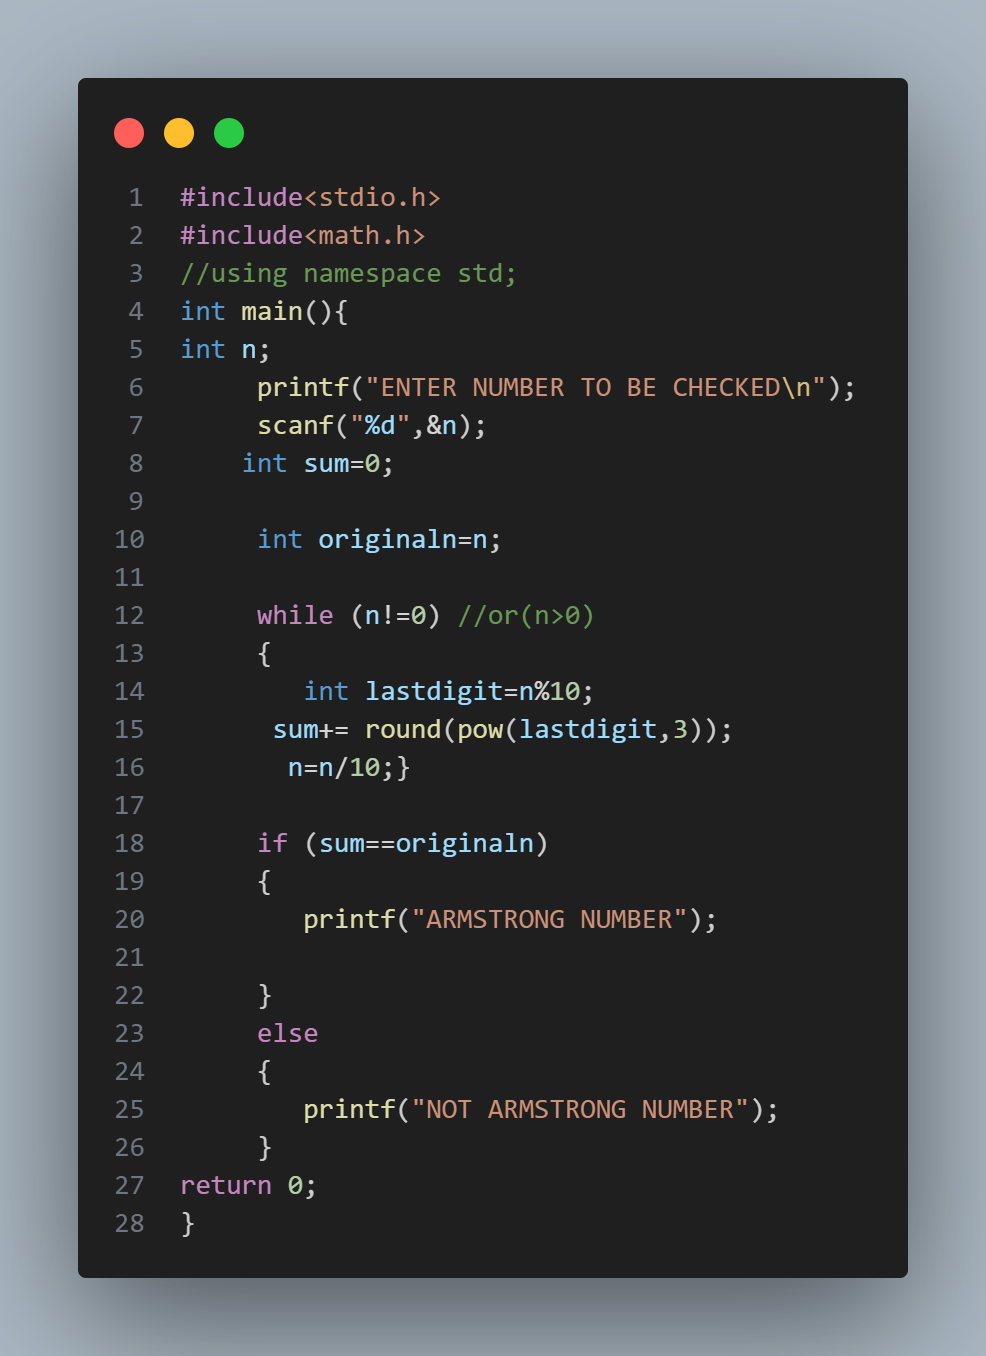 1 #include<stdio.h>
2 #include<math.h>
3 //using namespace std;
4 int main(){
5 int n;
6      printf("ENTER NUMBER TO BE CHECKED\n");
7      scanf("%d",&n);
8     int sum=0;
9
10      int originaln=n;
11
12      while (n!=0) //or(n>0)
13      {
14         int lastdigit=n%10;
15       sum+= round(pow(lastdigit,3));
16        n=n/10;}
17
18      if (sum==originaln)
19      {
20         printf("ARMSTRONG NUMBER");
21
22      }
23      else
24      {
25         printf("NOT ARMSTRONG NUMBER");
26      }
27 return 0;
28 }